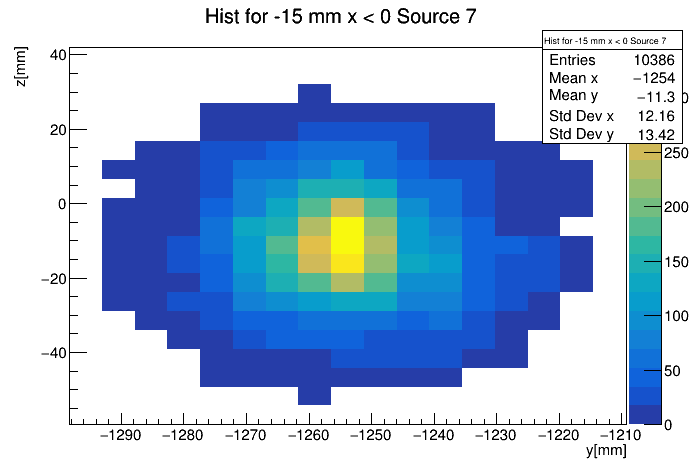 Hist for -15 mm x < 0 Source 7
z[mm]
Hist for -15 mm x < 0 Source 7
Entries 10386
Mean x −1254
Mean y −11.3
Std Dev x 12.16
Std Dev y 13.42
40
20
0
−20
−40
250
200
150
100
50
0
−1290 −1280 −1270 −1260 −1250 −1240 −1230 −1220 −1210
y[mm]